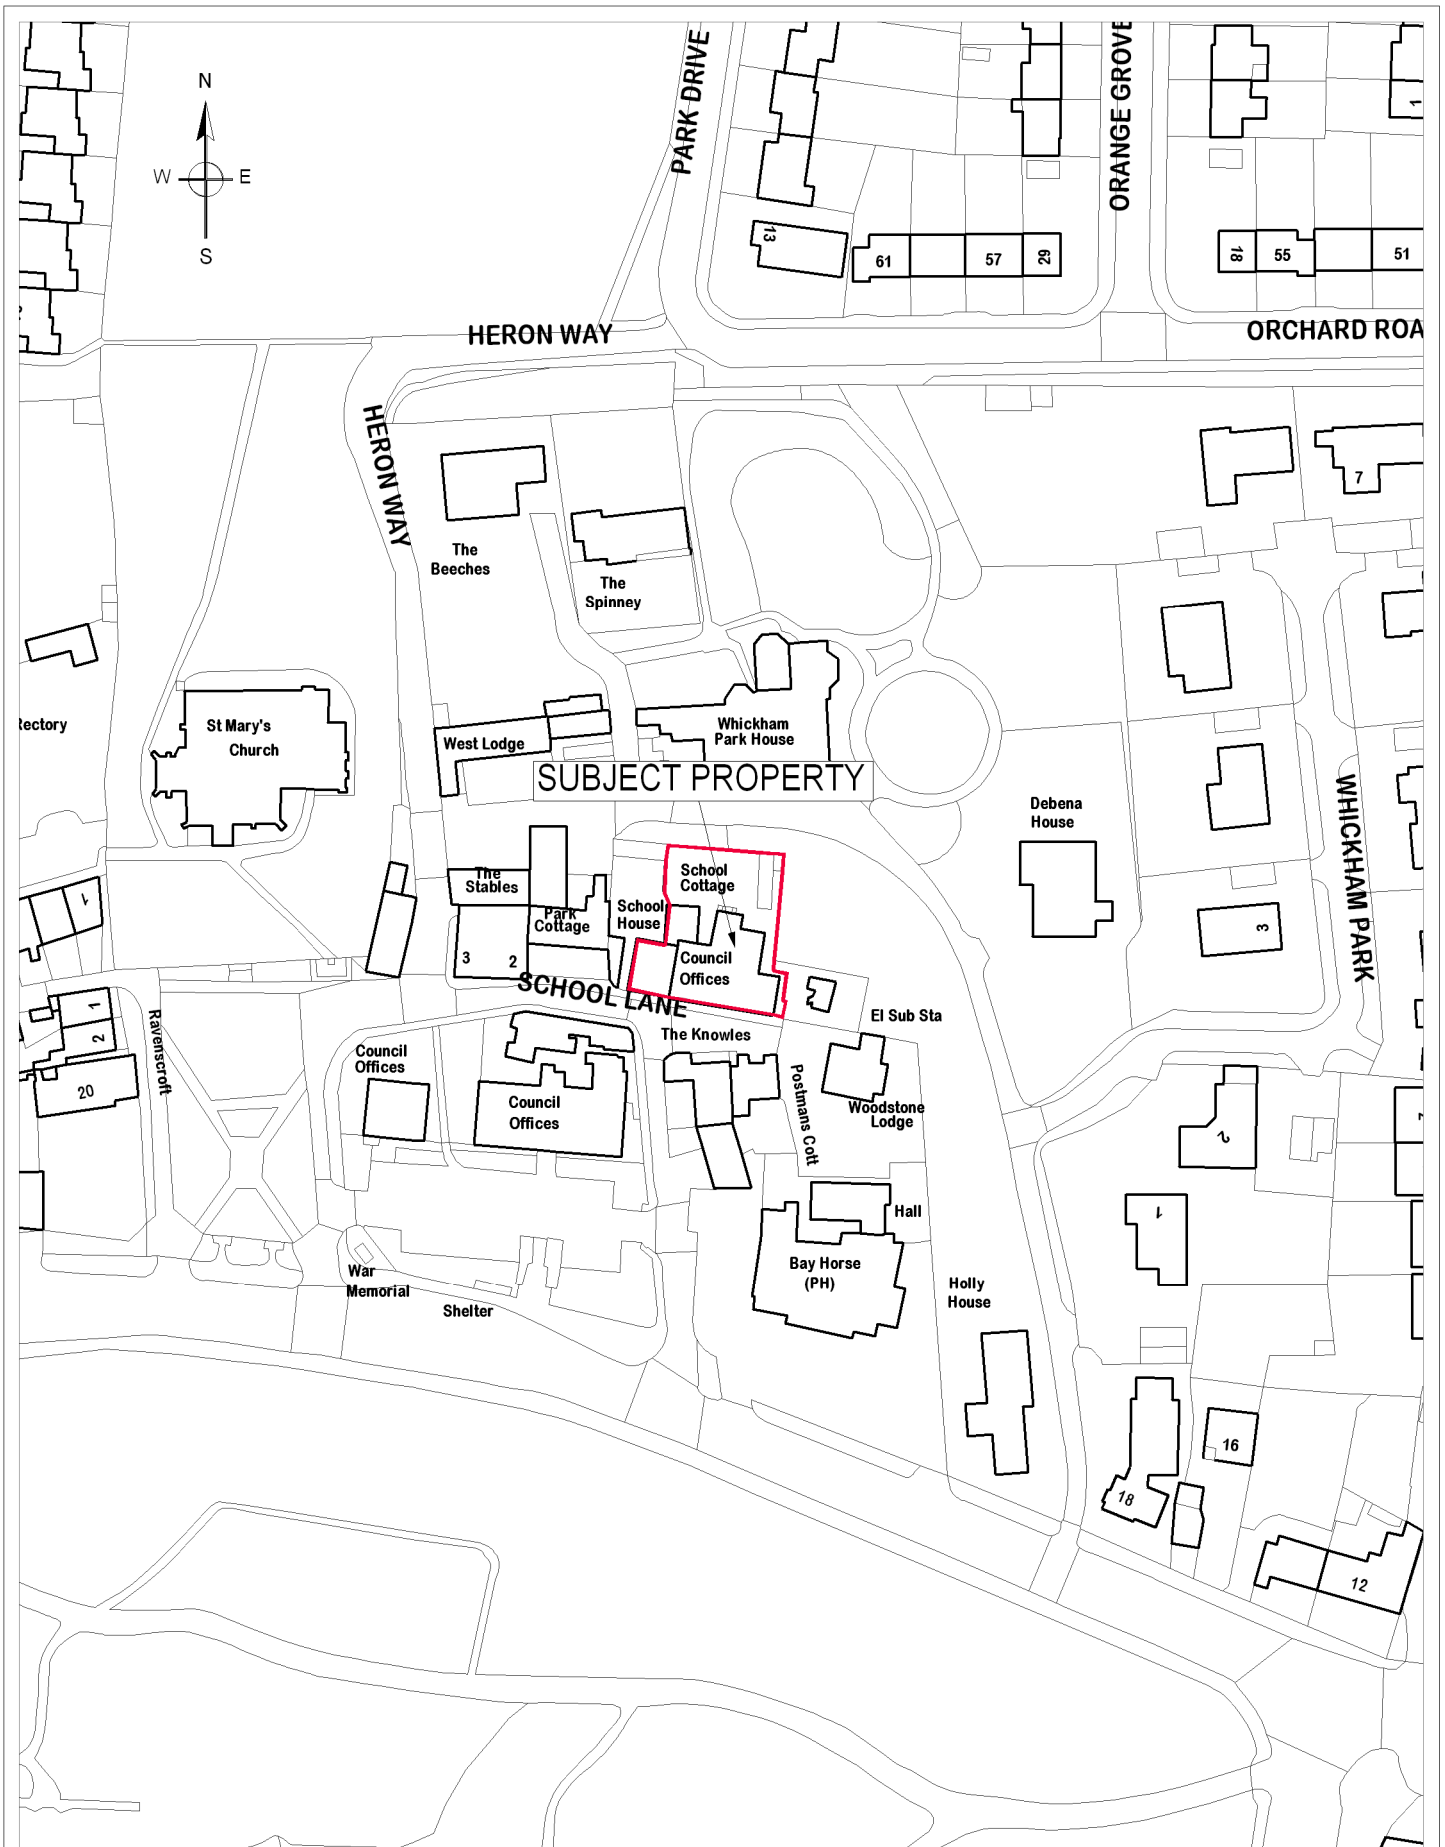 N
W
E
S
PARK DRIVE
ORANGE GROVE
1
13
61
57
29
18
55
51
HERON WAY
ORCHARD ROA
HERON WAY
7
The
Beeches
The
Spinney
Rectory
St Mary's
Church
West Lodge
Whickham
Park House
SUBJECT PROPERTY
Debena
House
WHICKHAM PARK
The
Stables
Park
Cottage
School
House
School
Cottage
1
3
2
3
Council
Offices
SCHOOL LANE
El Sub Sta
The Knowles
1
2
20
Ravenscroft
Council
Offices
Council
Offices
Postmans Cott
Woodstone
Lodge
2
2
1
Hall
Bay Horse
(PH)
Holly
House
War
Memorial
Shelter
16
18
12